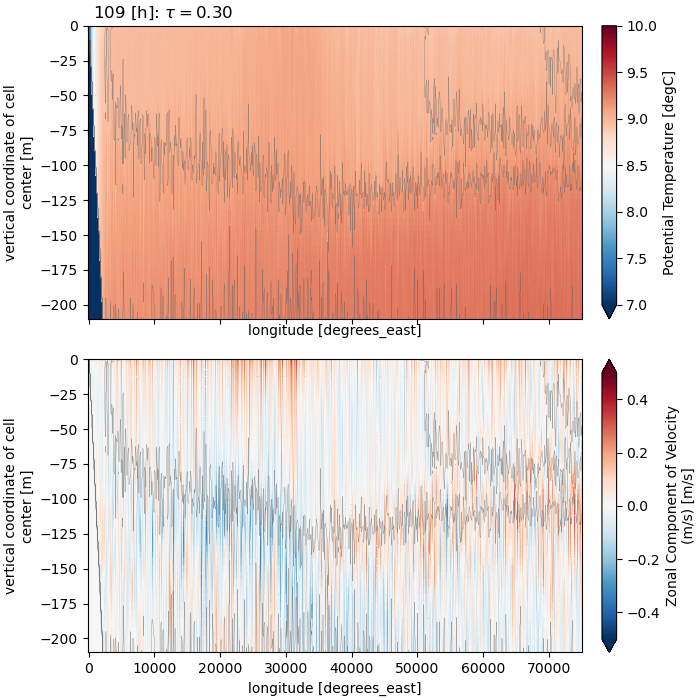 109 [h]: τ = 0.30
0
−25
−50
−75
−100
−125
−150
−175
−200
vertical coordinate of cell
center [m]
longitude [degrees_east]
10.0
9.5
9.0
8.5
8.0
7.5
7.0
Potential Temperature [degC]
0
−25
−50
−75
−100
−125
−150
−175
−200
vertical coordinate of cell
center [m]
0 10000 20000 30000 40000 50000 60000 70000
longitude [degrees_east]
0.4
0.2
0.0
−0.2
−0.4
Zonal Component of Velocity
(m/s) [m/s]